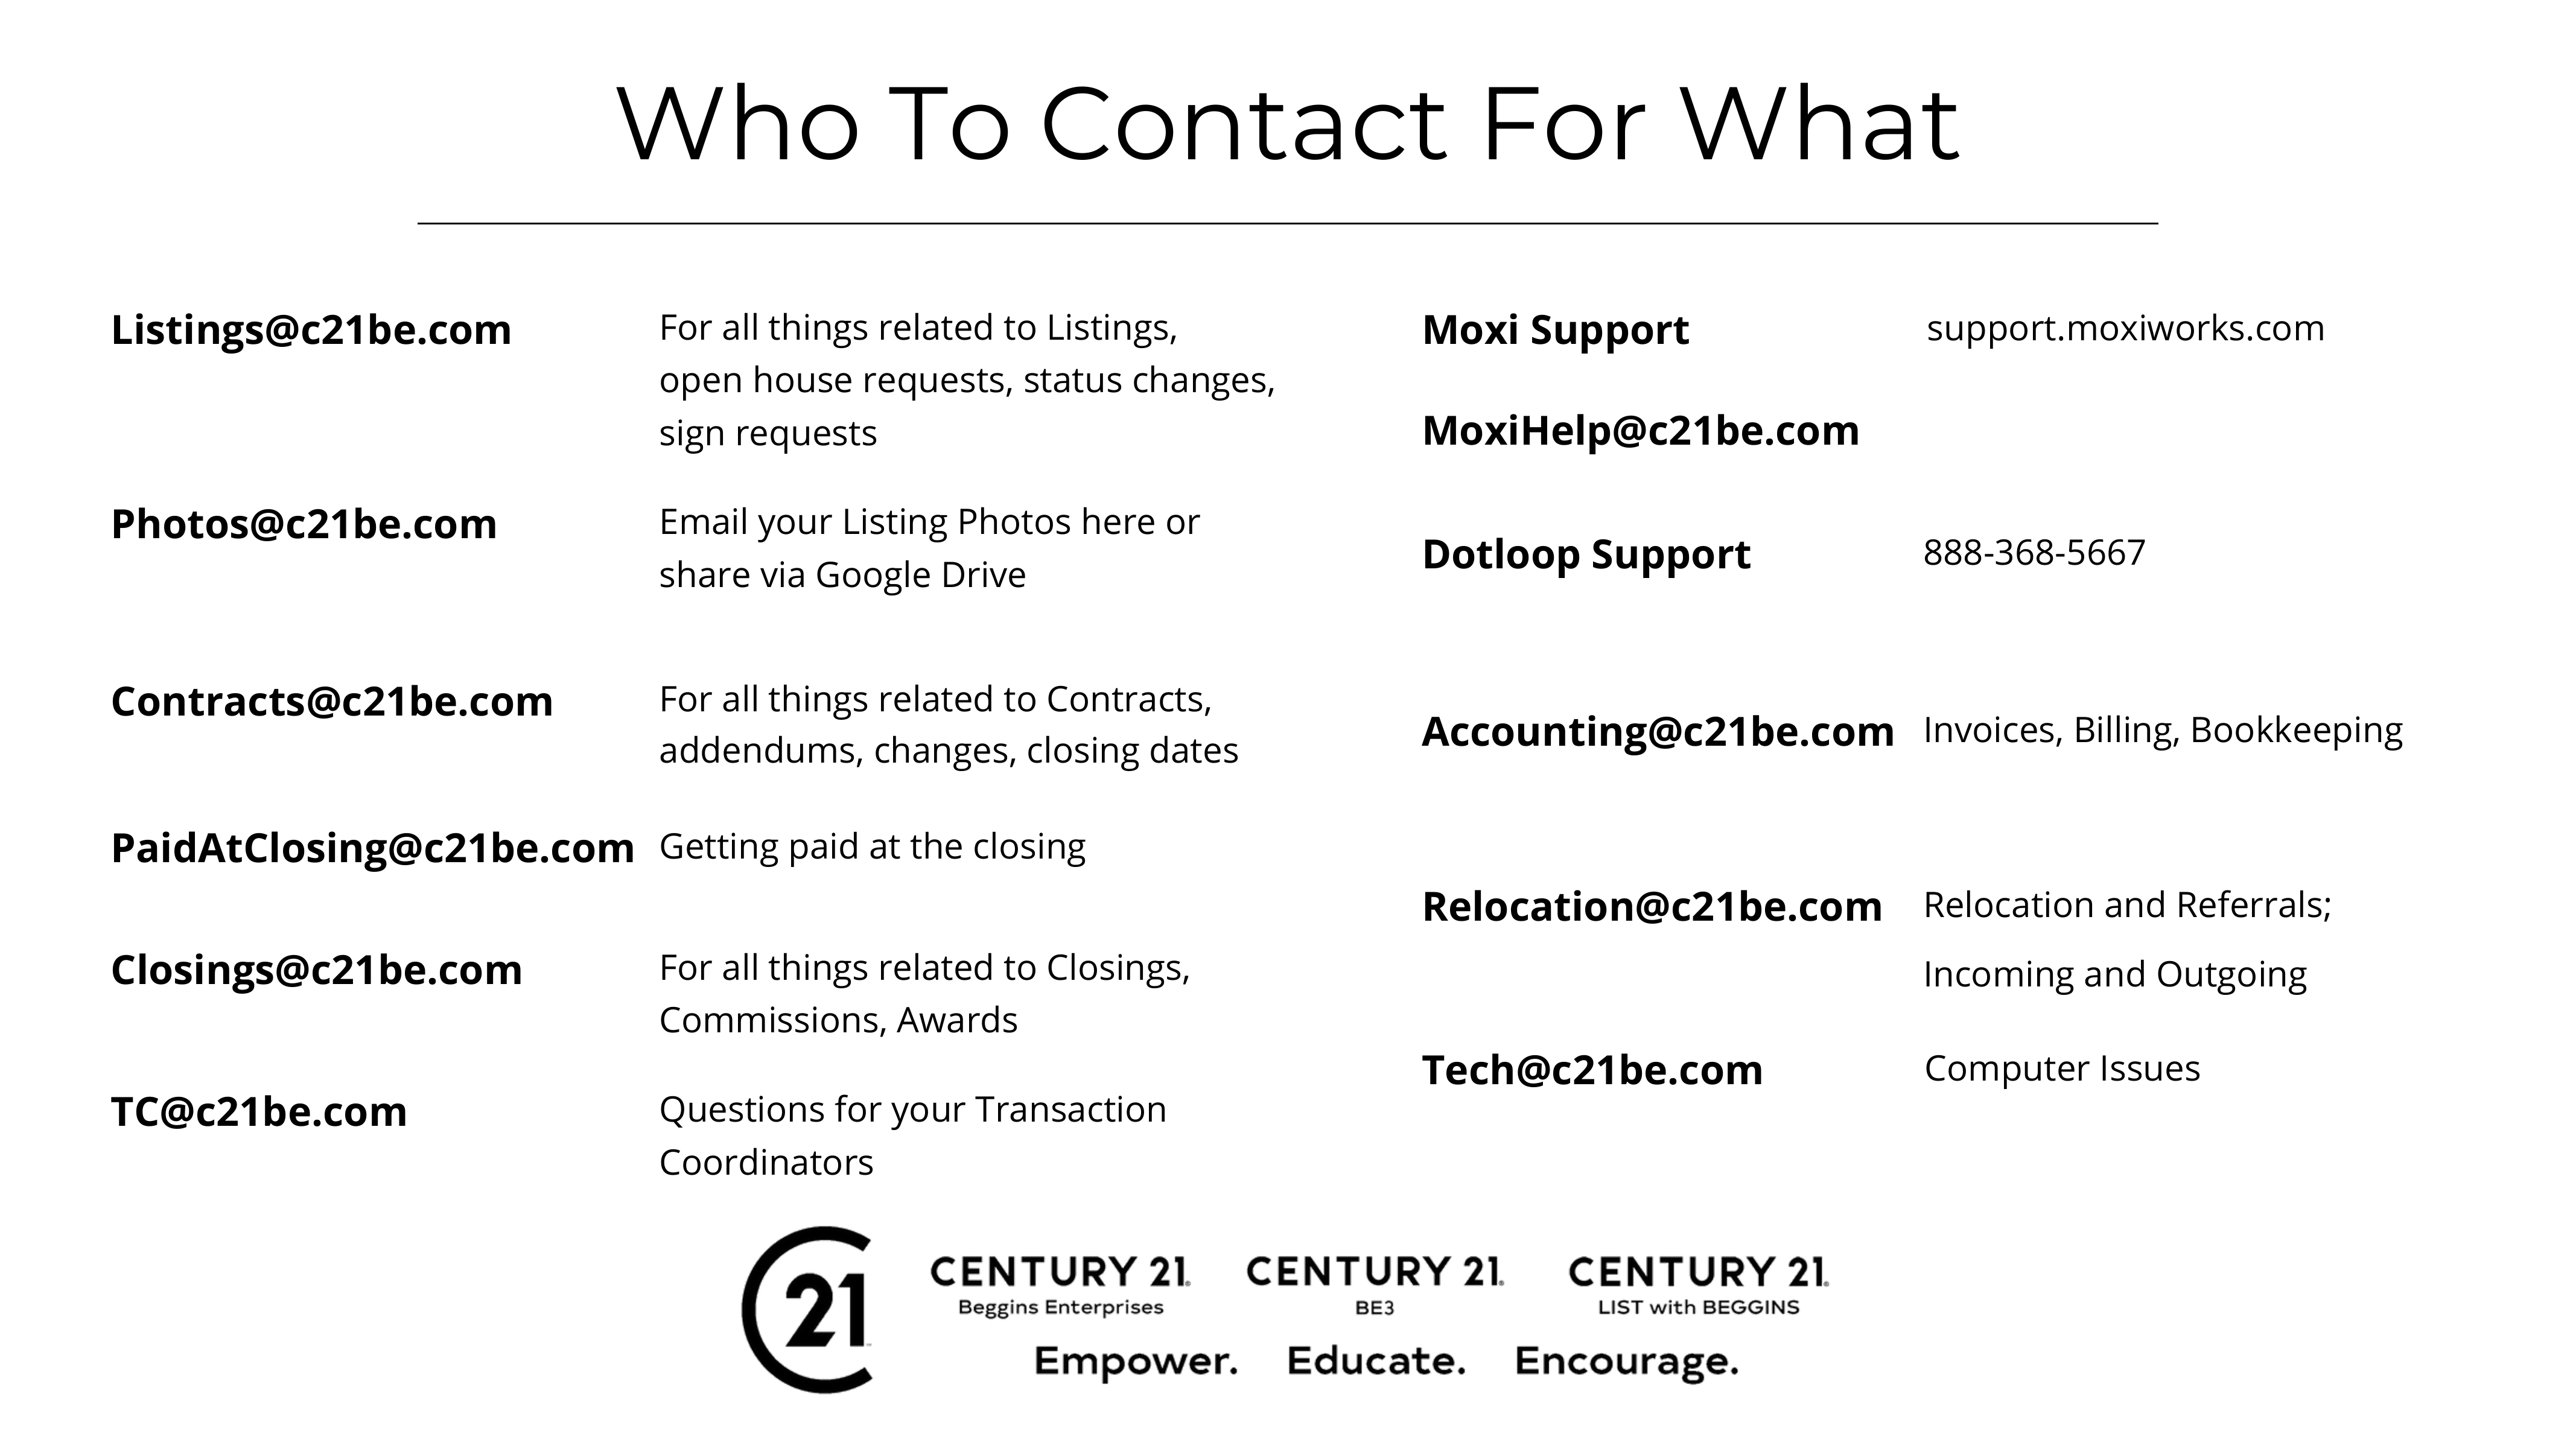 Who To Contact For What
Listings@c21be.com
For all things related to Listings,
open house requests, status changes,
sign requests
Photos@c21be.com
Email your Listing Photos here or
share via Google Drive
Contracts@c21be.com
For all things related to Contracts,
addendums, changes, closing dates
PaidAtClosing@c21be.com
Getting paid at the closing
Closings@c21be.com
For all things related to Closings,
Commissions, Awards
TC@c21be.com
Questions for your Transaction
Coordinators
Moxi Support
support.moxiworks.com
MoxiHelp@c21be.com
Dotloop Support
888-368-5667
Accounting@c21be.com
Invoices, Billing, Bookkeeping
Relocation@c21be.com
Relocation and Referrals;
Incoming and Outgoing
Tech@c21be.com
Computer Issues
C21
CENTURY 21.
Beggins Enterprises
CENTURY 21.
BE3
CENTURY 21.
LIST with BEGGINS
Empower. Educate. Encourage.